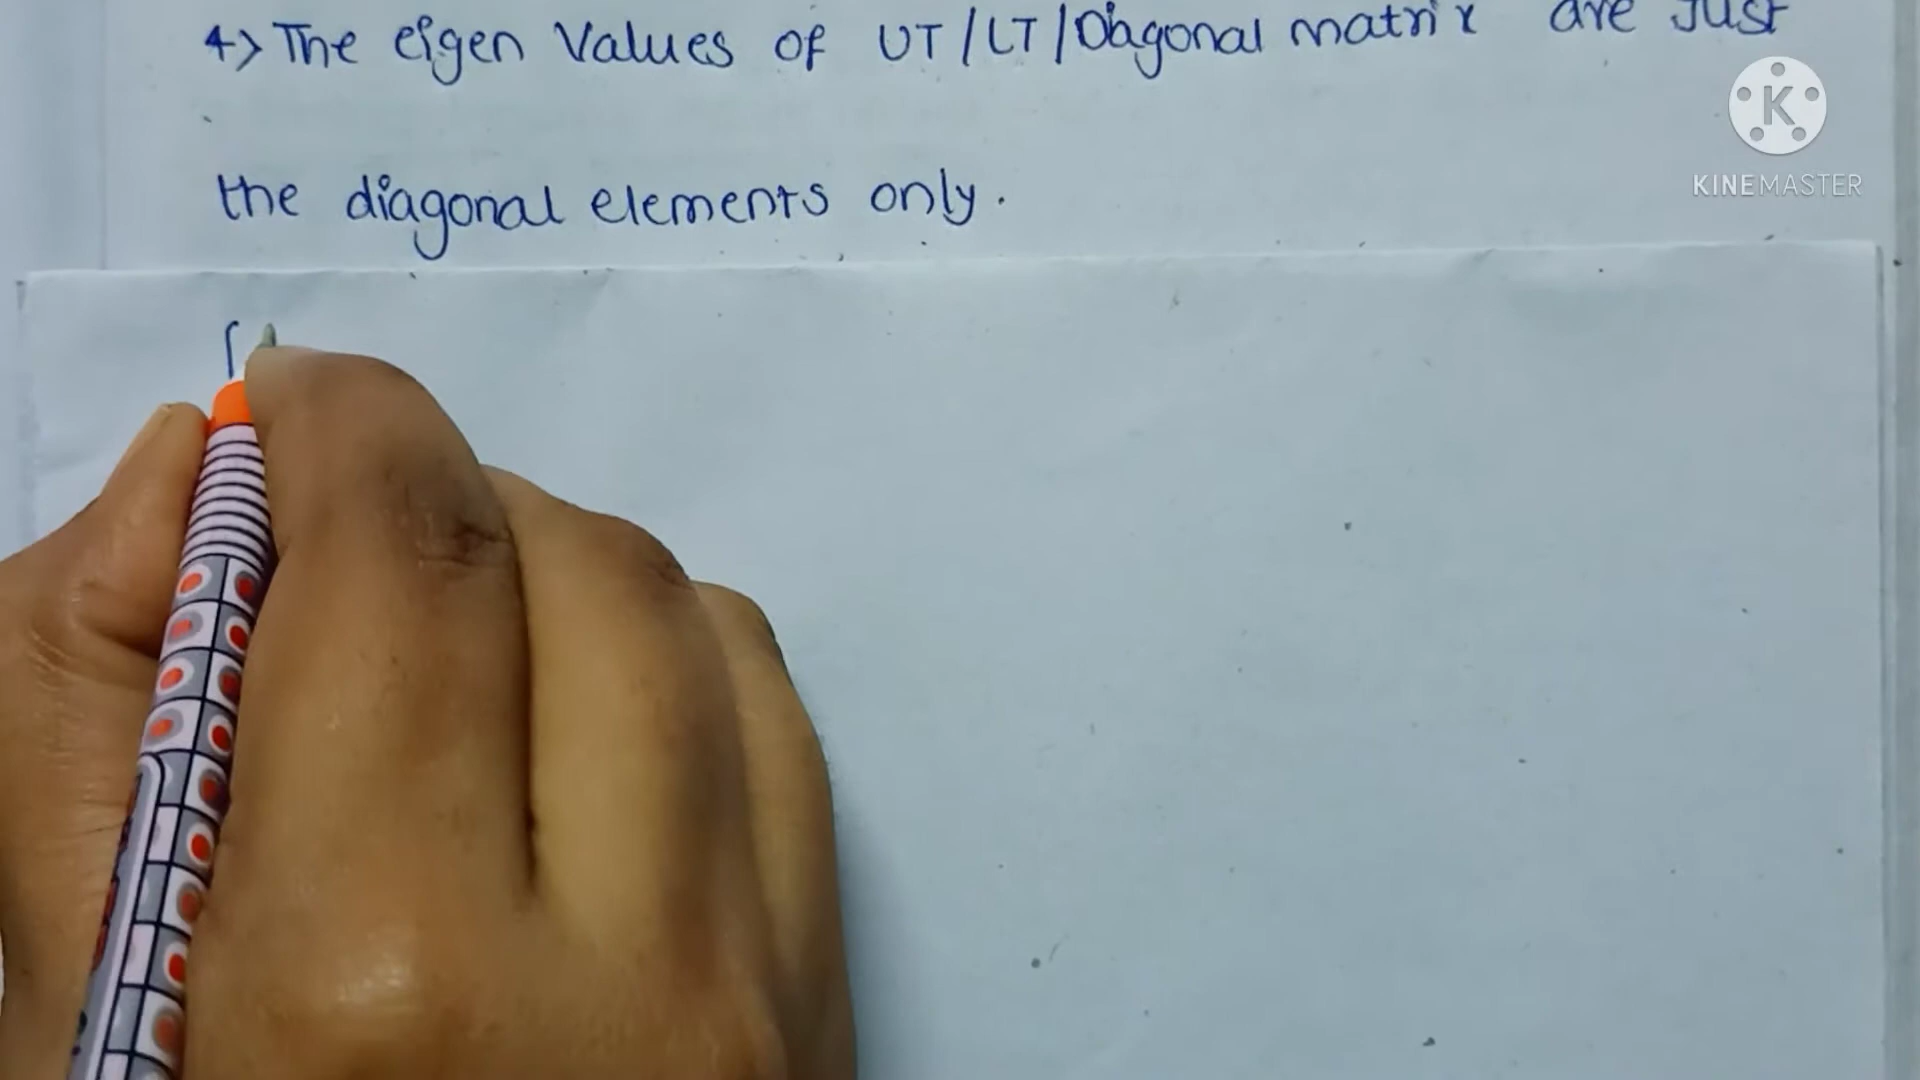 4> The eigen Values of UT/LT/Diagonal matrix are Just
the diagonal elements only.
K
KINEMASTER